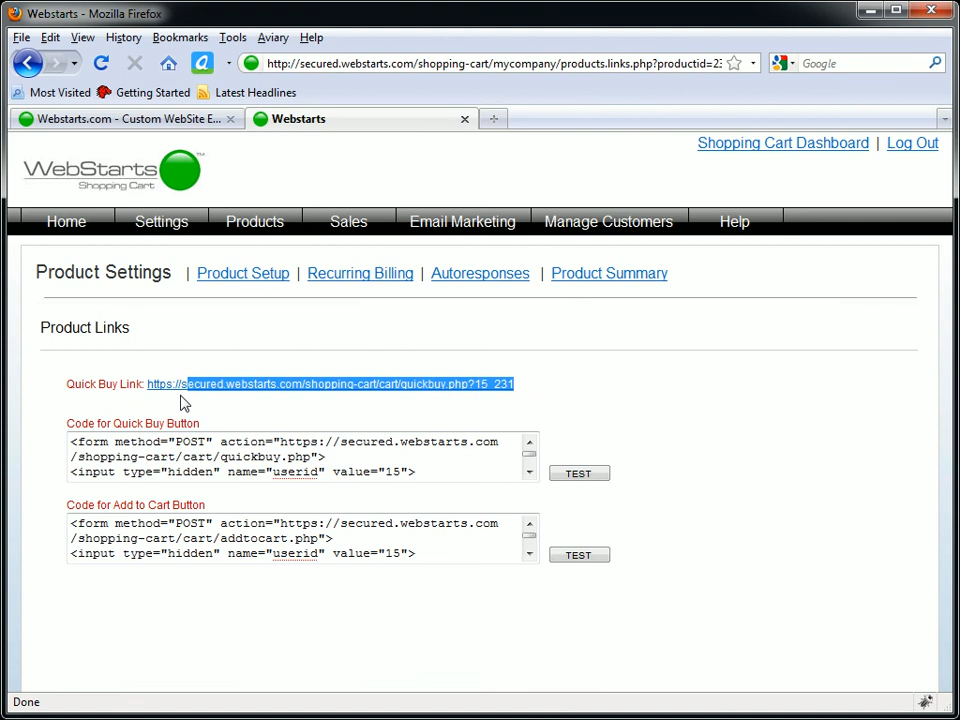 Webstarts - Mozilla Firefox
File Edit View History Bookmarks Tools Aviary Help
http://secured.webstarts.com/shopping-cart/mycompany/products.links.php?productid=23
Google
Most Visited Getting Started Latest Headlines
Webstarts.com - Custom WebSite E... Webstarts
Shopping Cart Dashboard | Log Out
WebStarts™
Shopping Cart
Home Settings Products Sales Email Marketing Manage Customers Help
Product Settings | Product Setup | Recurring Billing | Autoresponses | Product Summary
Product Links
Quick Buy Link: https://secured.webstarts.com/shopping-cart/cart/quickbuy.php?15_231
Code for Quick Buy Button
<form method="POST" action="https://secured.webstarts.com
/shopping-cart/cart/quickbuy.php">
<input type="hidden" name="userid" value="15">
TEST
Code for Add to Cart Button
<form method="POST" action="https://secured.webstarts.com
/shopping-cart/cart/addtocart.php">
<input type="hidden" name="userid" value="15">
TEST
Done